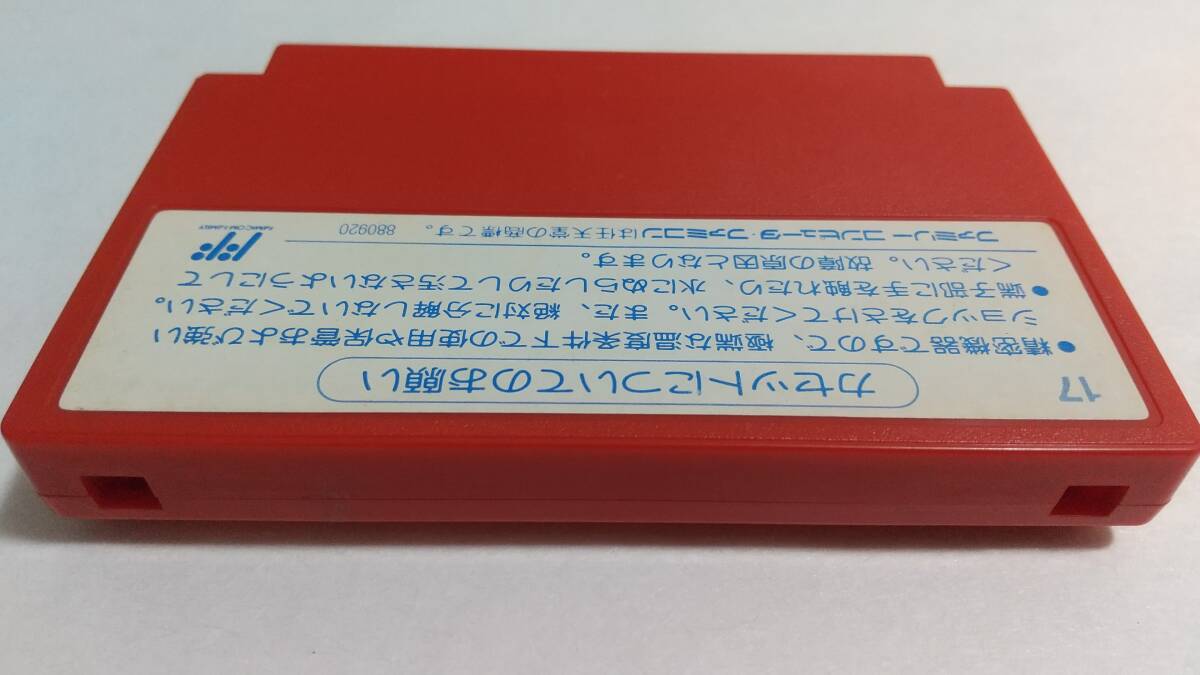 17
カセットについてのお願い
●精密機器ですので、極端な温度条件下での使用や保管および強い
ショックをさけてください。また、絶対に分解しないでください。
●端子部に手を触れたり、水にぬらしたりして汚さないようにして
ください。故障の原因となります。
ファミリーコンピュータ・ファミコンは任天堂の商標です。 880920
FAMICOM FAMILY